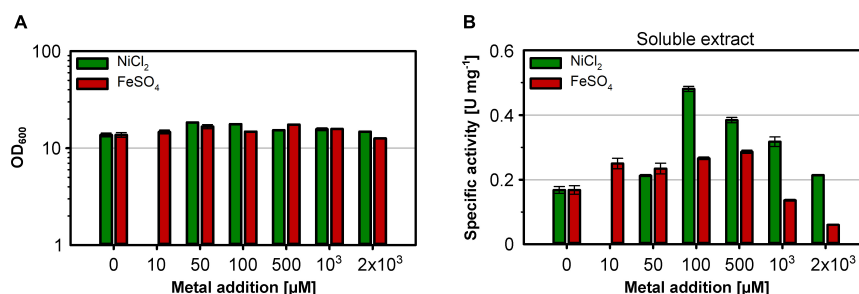 A
100
10
1
OD₆₀₀
NiCl₂
FeSO₄
0 10 50 100 500 10³ 2x10³
Metal addition [µM]
B
Soluble extract
0.6
0.4
0.2
0
Specific activity [U mg⁻¹]
NiCl₂
FeSO₄
0 10 50 100 500 10³ 2x10³
Metal addition [µM]